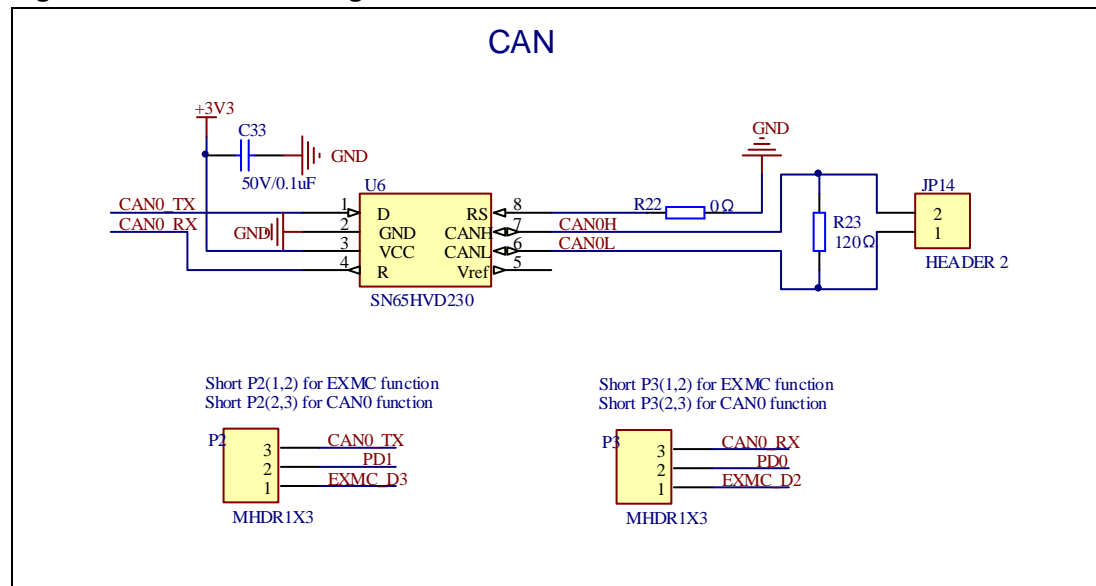 CAN
+3V3
C33
GND
50V/0.1uF
GND
U6
CAN0_TX
1
D
RS
8
R22
0Ω
JP14
CAN0_RX
GND
2
GND
CANH
7
CAN0H
R23
2
3
VCC
CANL
6
CAN0L
120Ω
1
4
R
Vref
5
HEADER 2
SN65HVD230
Short P2(1,2) for EXMC function
Short P2(2,3) for CAN0 function
P2
3
CAN0_TX
2
PD1
1
EXMC_D3
MHDR1X3
Short P3(1,2) for EXMC function
Short P3(2,3) for CAN0 function
P3
3
CAN0_RX
2
PD0
1
EXMC_D2
MHDR1X3